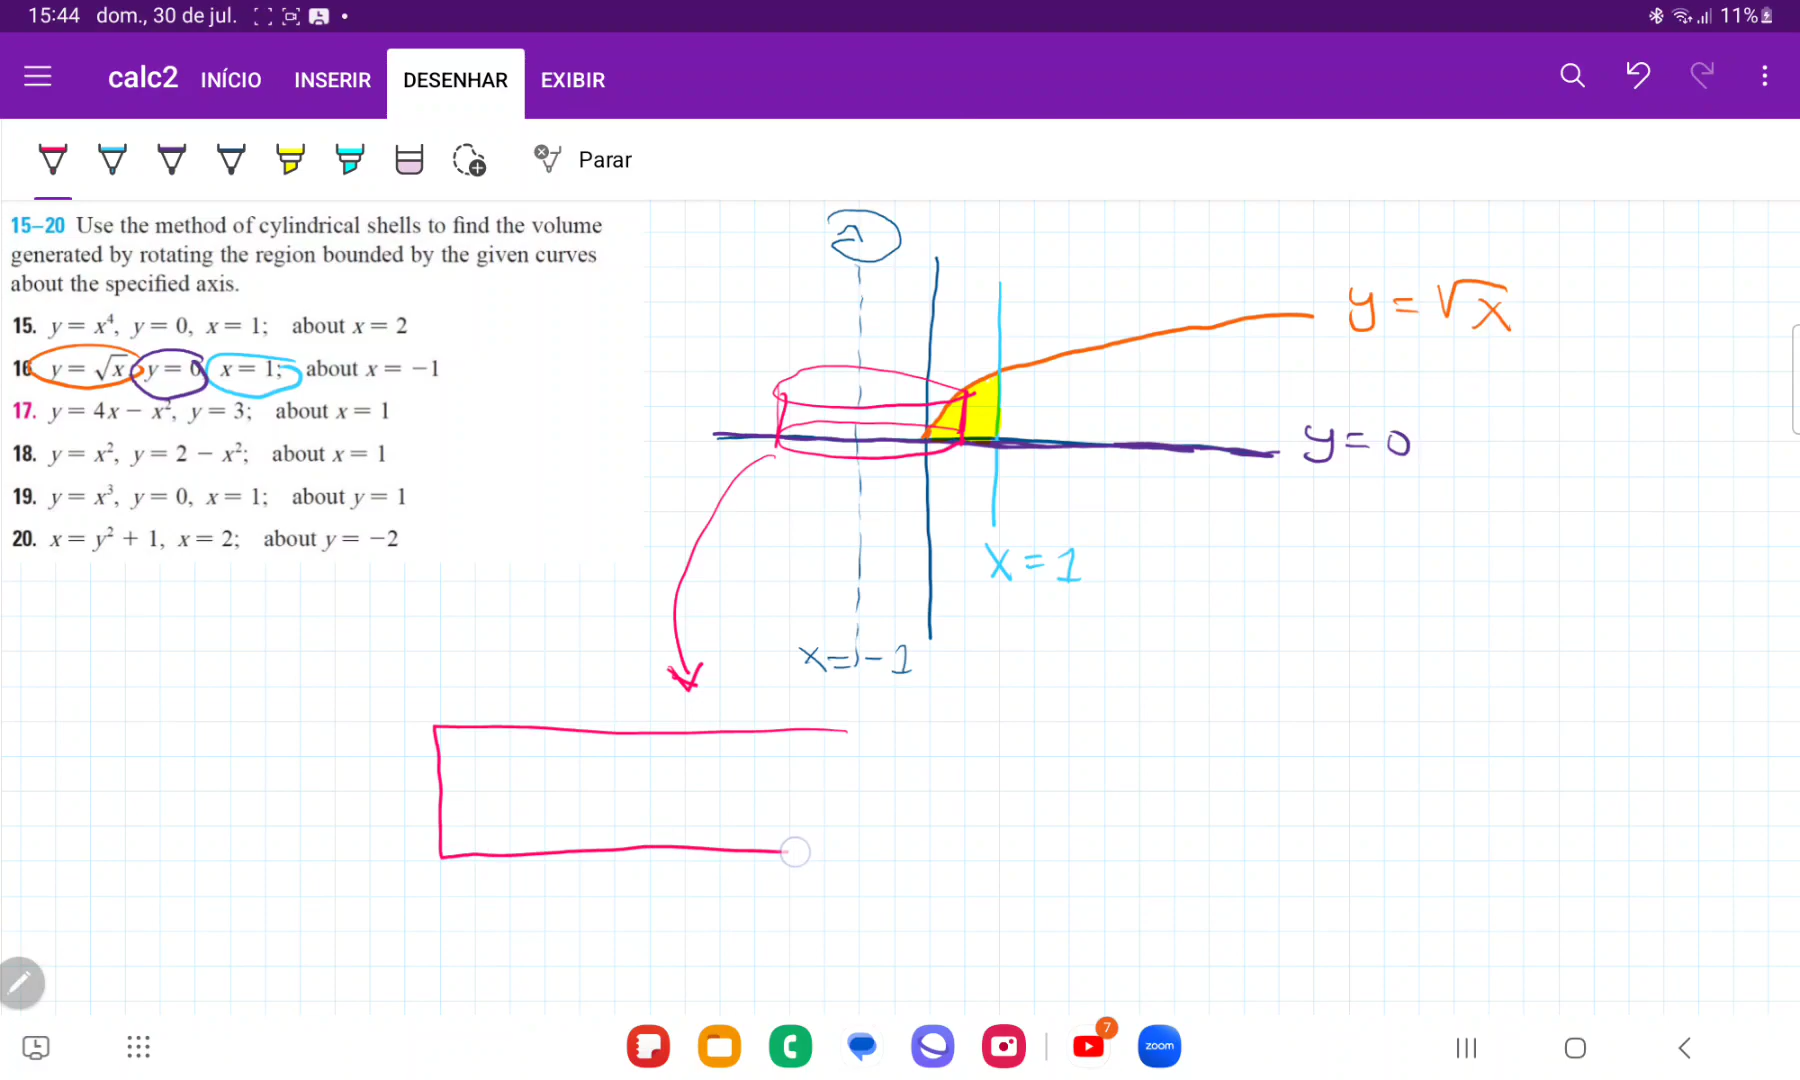 15:44 dom., 30 de jul. 11%
calc2 INÍCIO INSERIR DESENHAR EXIBIR
Parar
15–20 Use the method of cylindrical shells to find the volume
generated by rotating the region bounded by the given curves
about the specified axis.
15. y = x⁴, y = 0, x = 1; about x = 2
16 y = √x, y = 0 x = 1; about x = −1
17. y = 4x − x², y = 3; about x = 1
18. y = x², y = 2 − x²; about x = 1
19. y = x³, y = 0, x = 1; about y = 1
20. x = y² + 1, x = 2; about y = −2
y = √x
y = 0
x = 1
x = -1
7
zoom